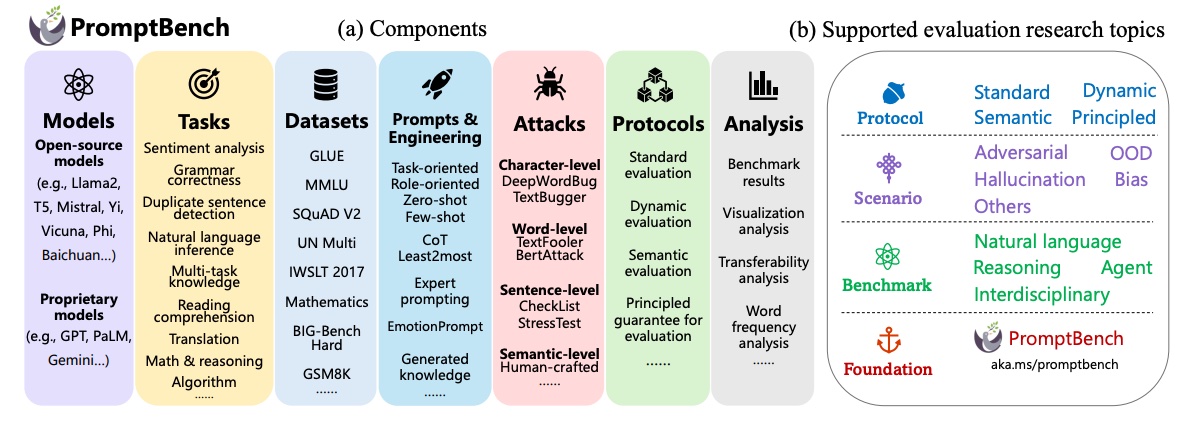 PromptBench
(a) Components
(b) Supported evaluation research topics
Models
Open-source
models
(e.g., Llama2,
T5, Mistral, Yi,
Vicuna, Phi,
Baichuan...)
Proprietary
models
(e.g., GPT, PaLM,
Gemini...)
Tasks
Sentiment analysis
Grammar
correctness
Duplicate sentence
detection
Natural language
inference
Multi-task
knowledge
Reading
comprehension
Translation
Math & reasoning
Algorithm
......
Datasets
GLUE
MMLU
SQuAD V2
UN Multi
IWSLT 2017
Mathematics
BIG-Bench
Hard
GSM8K
......
Prompts &
Engineering
Task-oriented
Role-oriented
Zero-shot
Few-shot
CoT
Least2most
Expert
prompting
EmotionPrompt
Generated
knowledge
......
Attacks
Character-level
DeepWordBug
TextBugger
Word-level
TextFooler
BertAttack
Sentence-level
CheckList
StressTest
Semantic-level
Human-crafted
......
Protocols
Standard
evaluation
Dynamic
evaluation
Semantic
evaluation
Principled
guarantee for
evaluation
......
Analysis
Benchmark
results
Visualization
analysis
Transferability
analysis
Word
frequency
analysis
......
Protocol
Standard Dynamic
Semantic Principled
Scenario
Adversarial OOD
Hallucination Bias
Others
Benchmark
Natural language
Reasoning Agent
Interdisciplinary
Foundation
PromptBench
aka.ms/promptbench